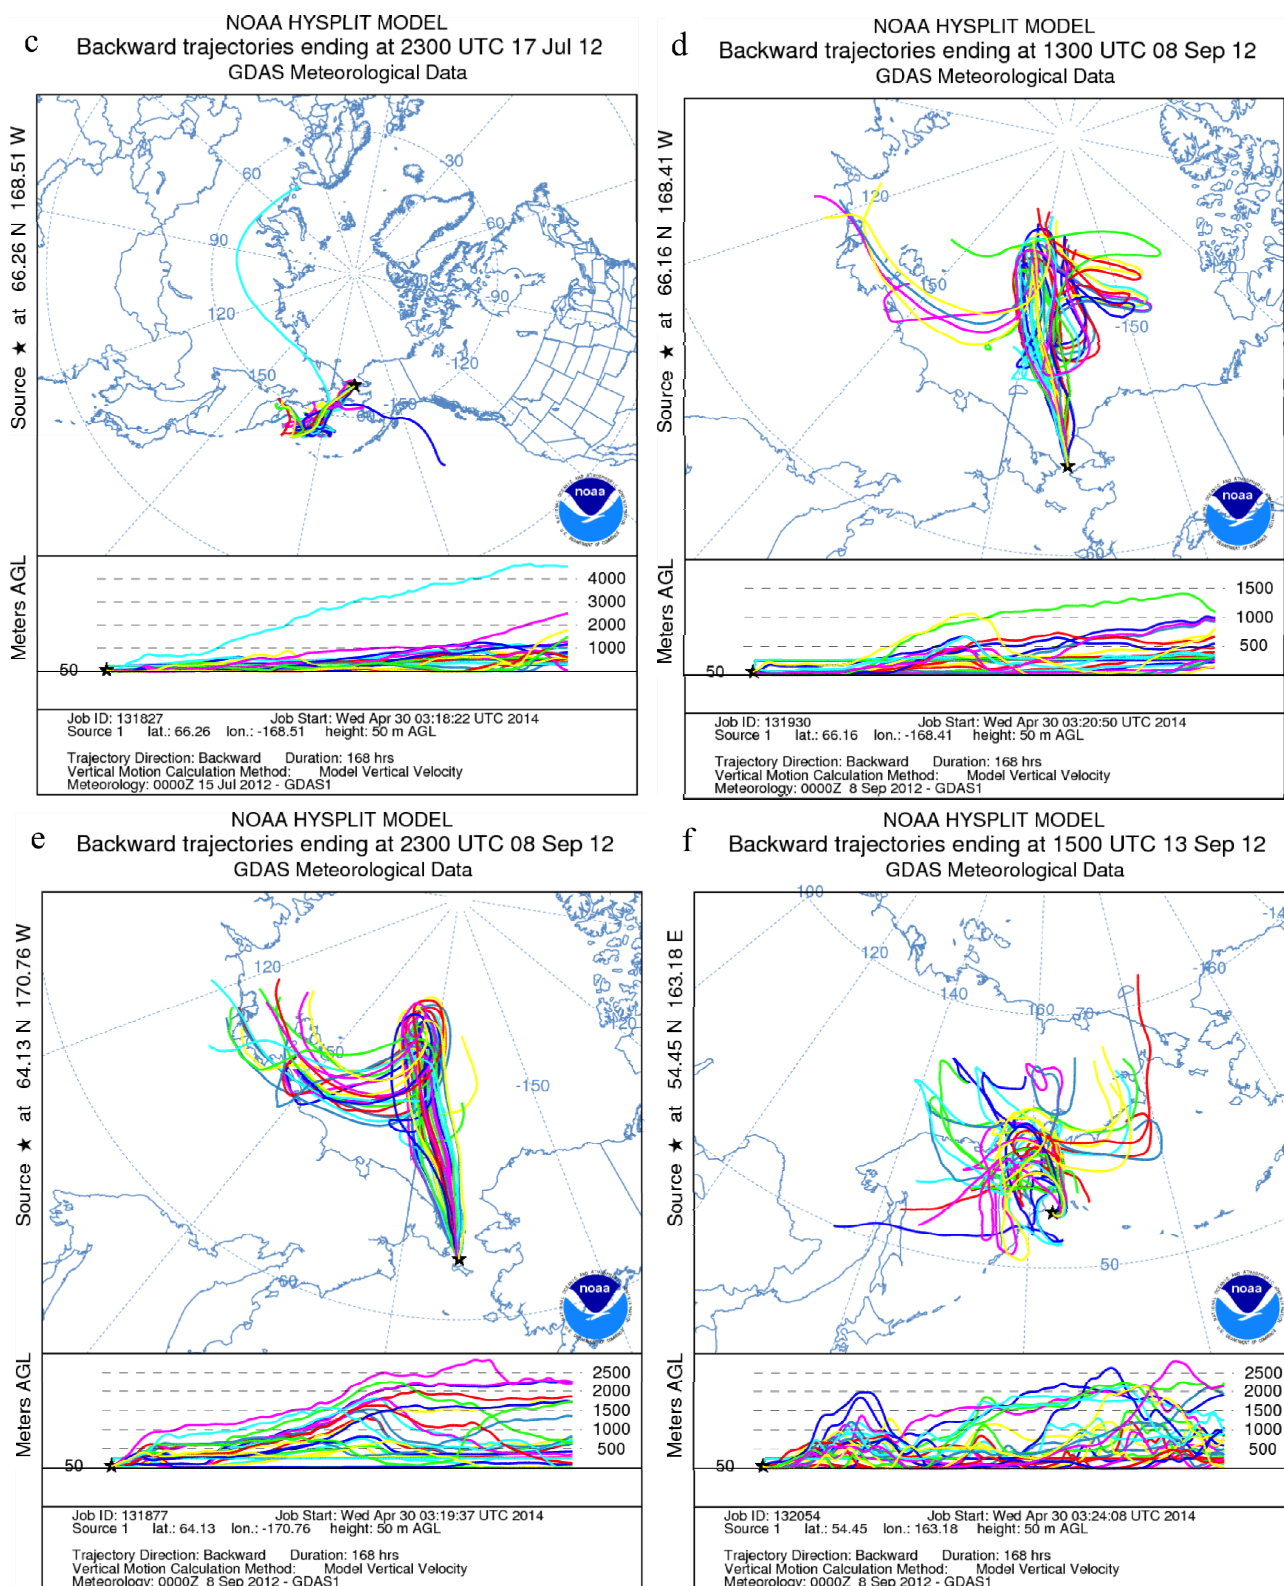 c
NOAA HYSPLIT MODEL
Backward trajectories ending at 2300 UTC 17 Jul 12
GDAS Meteorological Data
Source ★ at 66.26 N 168.51 W
30
60
60
90
-90
120
-120
150
-150
noaa
Meters AGL
4000
3000
2000
1000
50
Job ID: 131827 Job Start: Wed Apr 30 03:18:22 UTC 2014
Source 1 lat.: 66.26 lon.: -168.51 height: 50 m AGL
Trajectory Direction: Backward Duration: 168 hrs
Vertical Motion Calculation Method: Model Vertical Velocity
Meteorology: 0000Z 15 Jul 2012 - GDAS1
d
NOAA HYSPLIT MODEL
Backward trajectories ending at 1300 UTC 08 Sep 12
GDAS Meteorological Data
Source ★ at 66.16 N 168.41 W
-90
120
-120
150
-150
60
noaa
Meters AGL
1500
1000
500
50
Job ID: 131930 Job Start: Wed Apr 30 03:20:50 UTC 2014
Source 1 lat.: 66.16 lon.: -168.41 height: 50 m AGL
Trajectory Direction: Backward Duration: 168 hrs
Vertical Motion Calculation Method: Model Vertical Velocity
Meteorology: 0000Z 8 Sep 2012 - GDAS1
e
NOAA HYSPLIT MODEL
Backward trajectories ending at 2300 UTC 08 Sep 12
GDAS Meteorological Data
Source ★ at 64.13 N 170.76 W
120
-120
150
-150
60
noaa
Meters AGL
2500
2000
1500
1000
500
50
Job ID: 131877 Job Start: Wed Apr 30 03:19:37 UTC 2014
Source 1 lat.: 64.13 lon.: -170.76 height: 50 m AGL
Trajectory Direction: Backward Duration: 168 hrs
Vertical Motion Calculation Method: Model Vertical Velocity
Meteorology: 0000Z 8 Sep 2012 - GDAS1
f
NOAA HYSPLIT MODEL
Backward trajectories ending at 1500 UTC 13 Sep 12
GDAS Meteorological Data
Source ★ at 54.45 N 163.18 E
100
120
-160
140
160
70
50
noaa
Meters AGL
2500
2000
1500
1000
500
50
Job ID: 132054 Job Start: Wed Apr 30 03:24:08 UTC 2014
Source 1 lat.: 54.45 lon.: 163.18 height: 50 m AGL
Trajectory Direction: Backward Duration: 168 hrs
Vertical Motion Calculation Method: Model Vertical Velocity
Meteorology: 0000Z 8 Sep 2012 - GDAS1